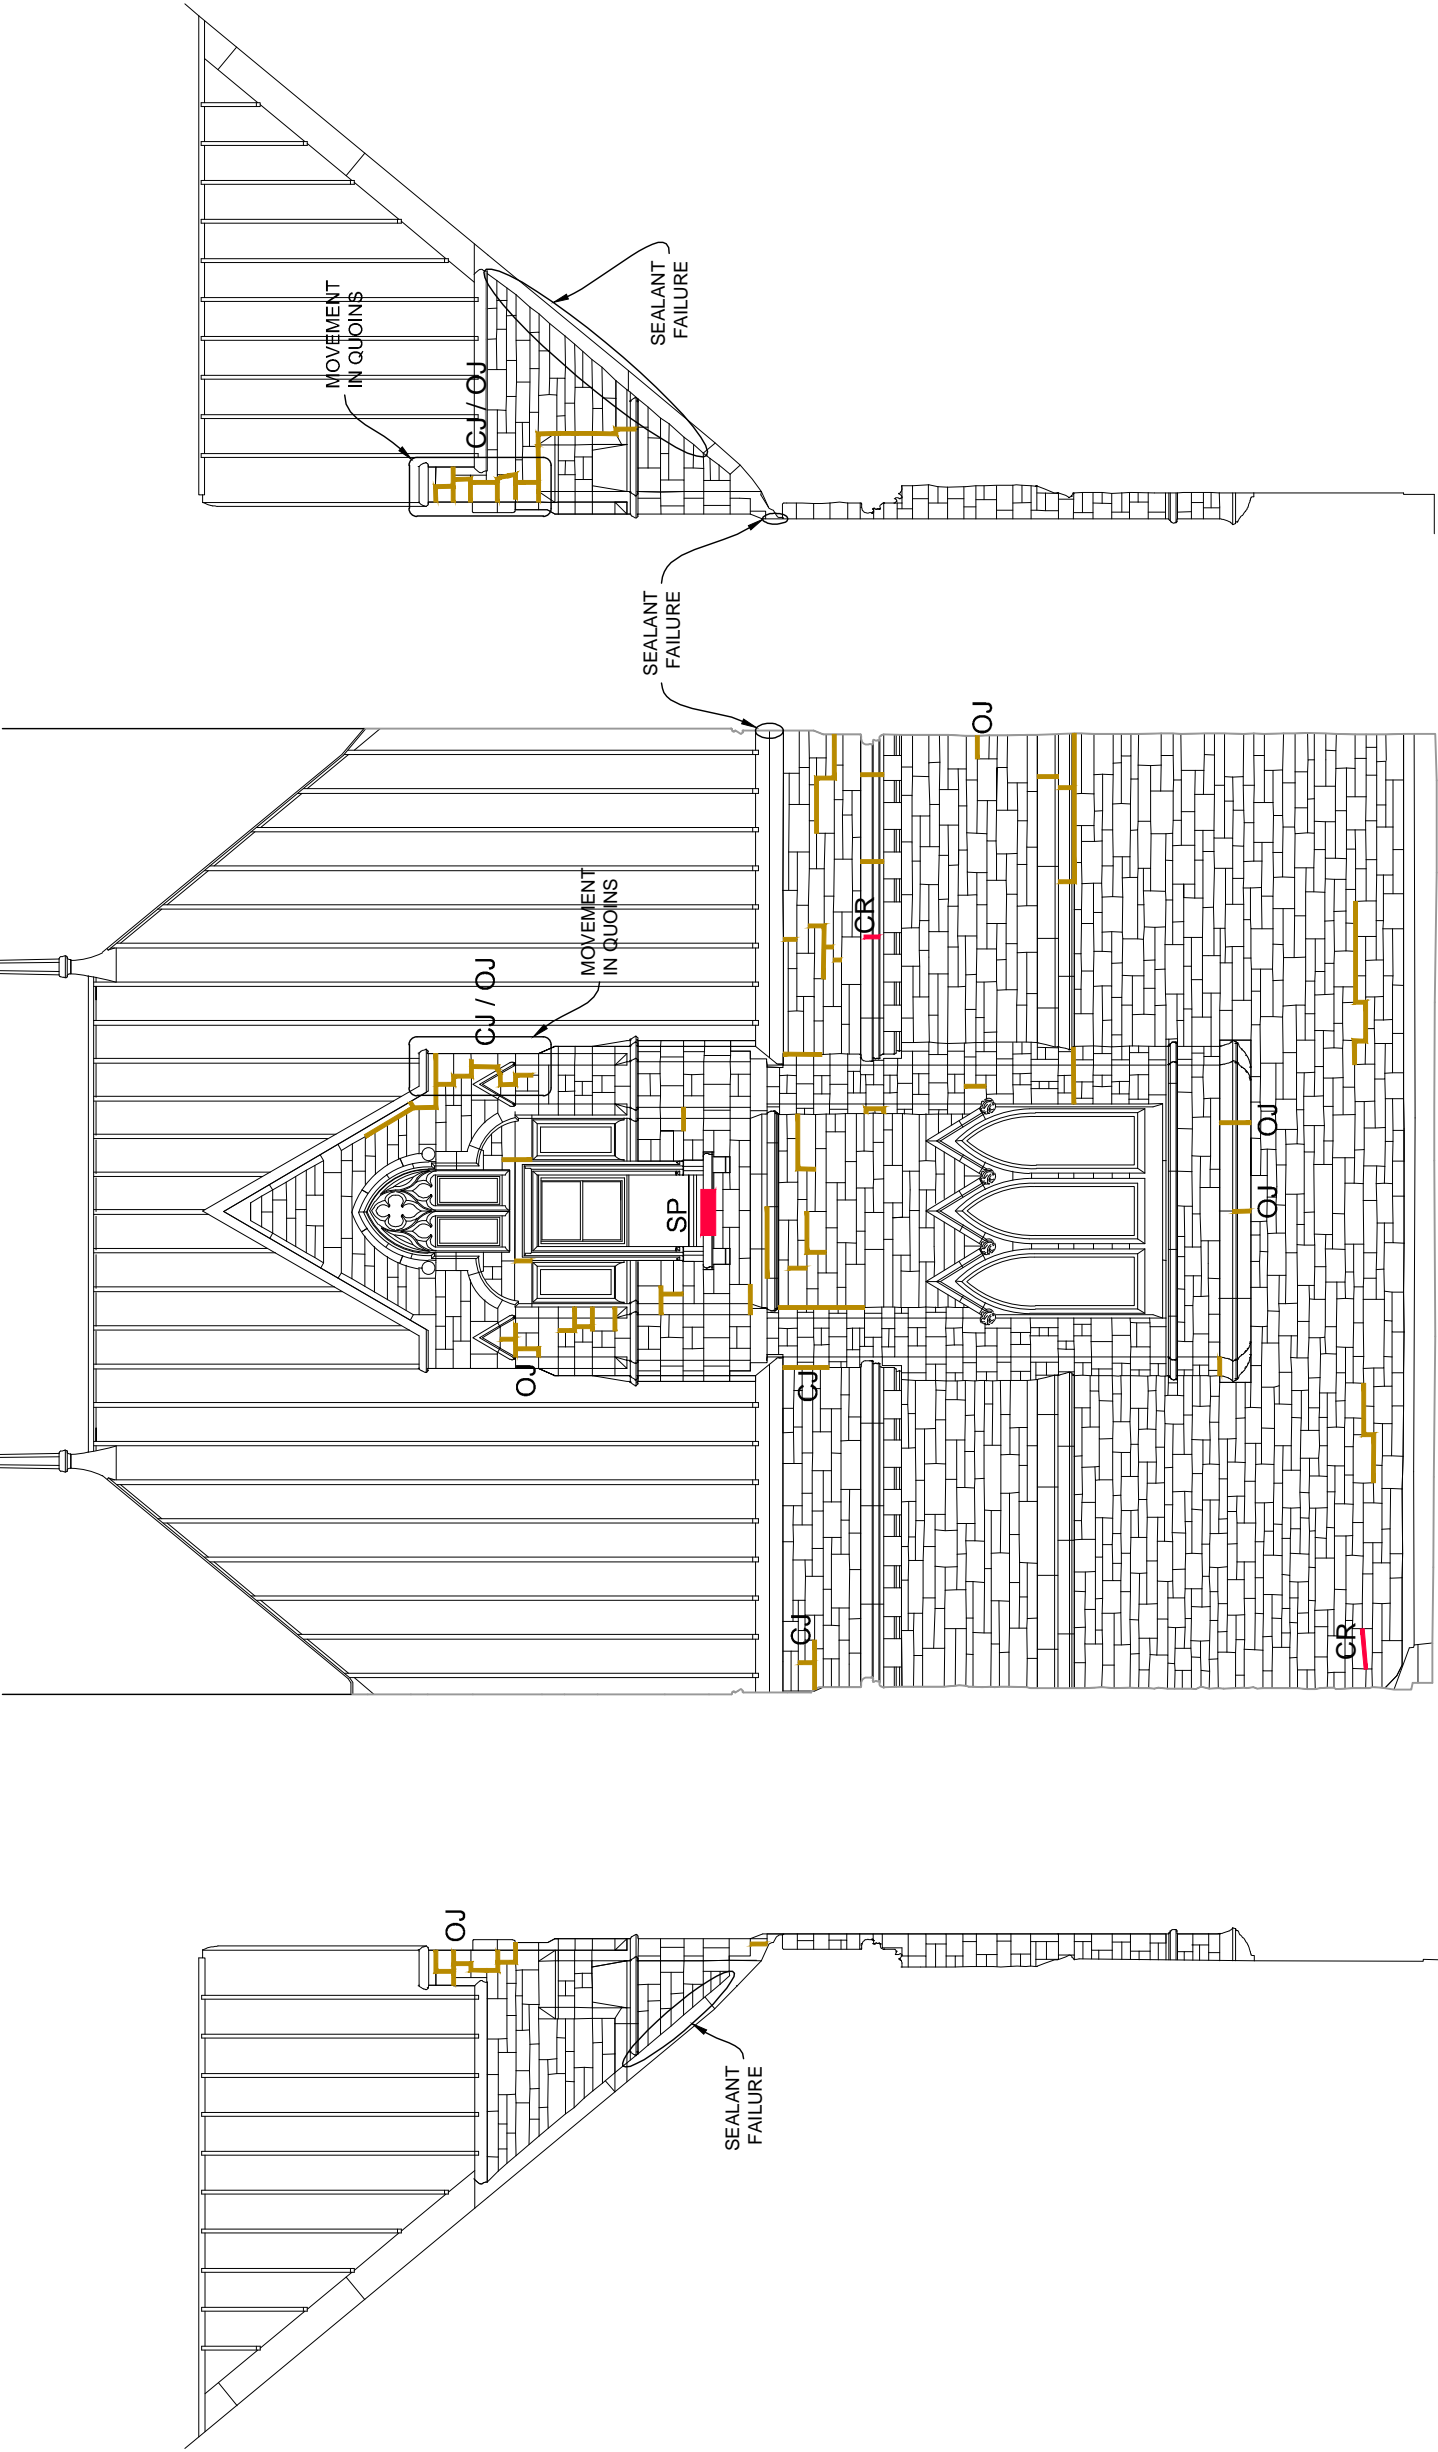 OJ
SEALANT
FAILURE
OJ
SP
CJ
CJ
CR
OJ
OJ
CJ / OJ
MOVEMENT
IN QUOINS
CR
OJ
SEALANT
FAILURE
MOVEMENT
IN QUOINS
CJ / OJ
SEALANT
FAILURE